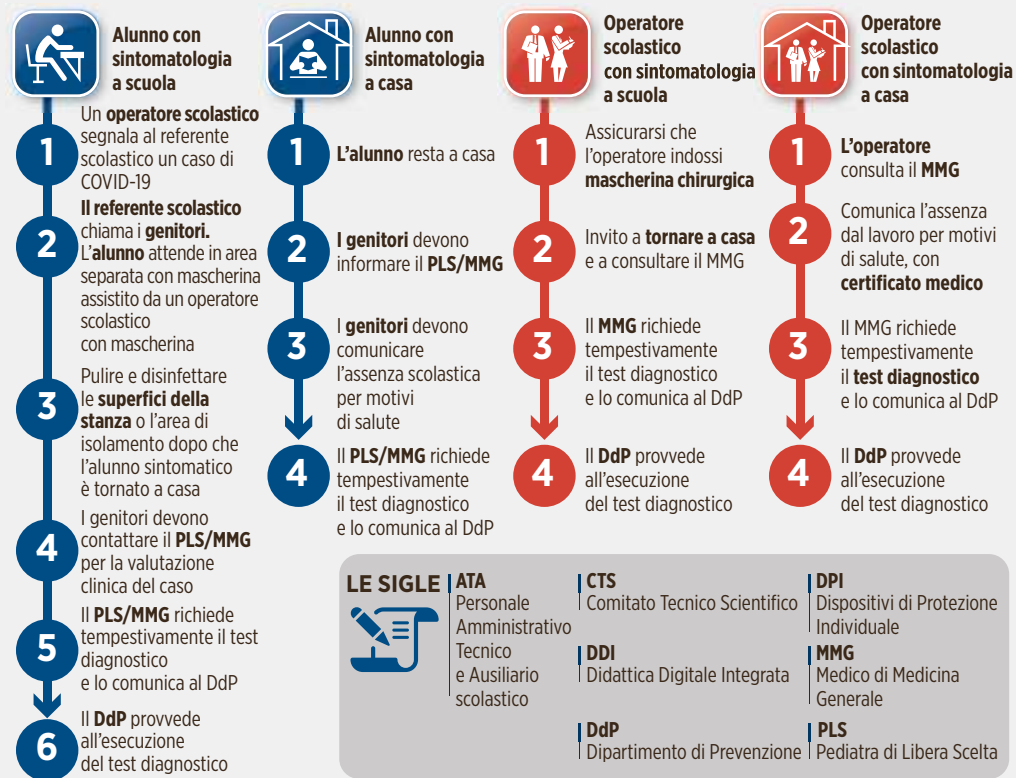 Alunno con
sintomatologia
a scuola
1
Un operatore scolastico
segnala al referente
scolastico un caso di
COVID-19
2
Il referente scolastico
chiama i genitori.
L'alunno attende in area
separata con mascherina
assistito da un operatore
scolastico
con mascherina
3
Pulire e disinfettare
le superfici della
stanza o l'area di
isolamento dopo che
l'alunno sintomatico
è tornato a casa
4
I genitori devono
contattare il PLS/MMG
per la valutazione
clinica del caso
5
Il PLS/MMG richiede
tempestivamente il test
diagnostico
e lo comunica al DdP
6
Il DdP provvede
all'esecuzione
del test diagnostico
Alunno con
sintomatologia
a casa
1
L'alunno resta a casa
2
I genitori devono
informare il PLS/MMG
3
I genitori devono
comunicare
l'assenza scolastica
per motivi
di salute
4
Il PLS/MMG richiede
tempestivamente
il test diagnostico
e lo comunica al DdP
Operatore
scolastico
con sintomatologia
a scuola
1
Assicurarsi che
l'operatore indossi
mascherina chirurgica
2
Invito a tornare a casa
e a consultare il MMG
3
Il MMG richiede
tempestivamente
il test diagnostico
e lo comunica al DdP
4
Il DdP provvede
all'esecuzione
del test diagnostico
Operatore
scolastico
con sintomatologia
a casa
1
L'operatore
consulta il MMG
2
Comunica l'assenza
dal lavoro per motivi
di salute, con
certificato medico
3
Il MMG richiede
tempestivamente
il test diagnostico
e lo comunica al DdP
4
Il DdP provvede
all'esecuzione
del test diagnostico
LE SIGLE
ATA
Personale
Amministrativo
Tecnico
e Ausiliario
scolastico
CTS
Comitato Tecnico Scientifico
DDI
Didattica Digitale Integrata
DdP
Dipartimento di Prevenzione
DPI
Dispositivi di Protezione
Individuale
MMG
Medico di Medicina
Generale
PLS
Pediatra di Libera Scelta